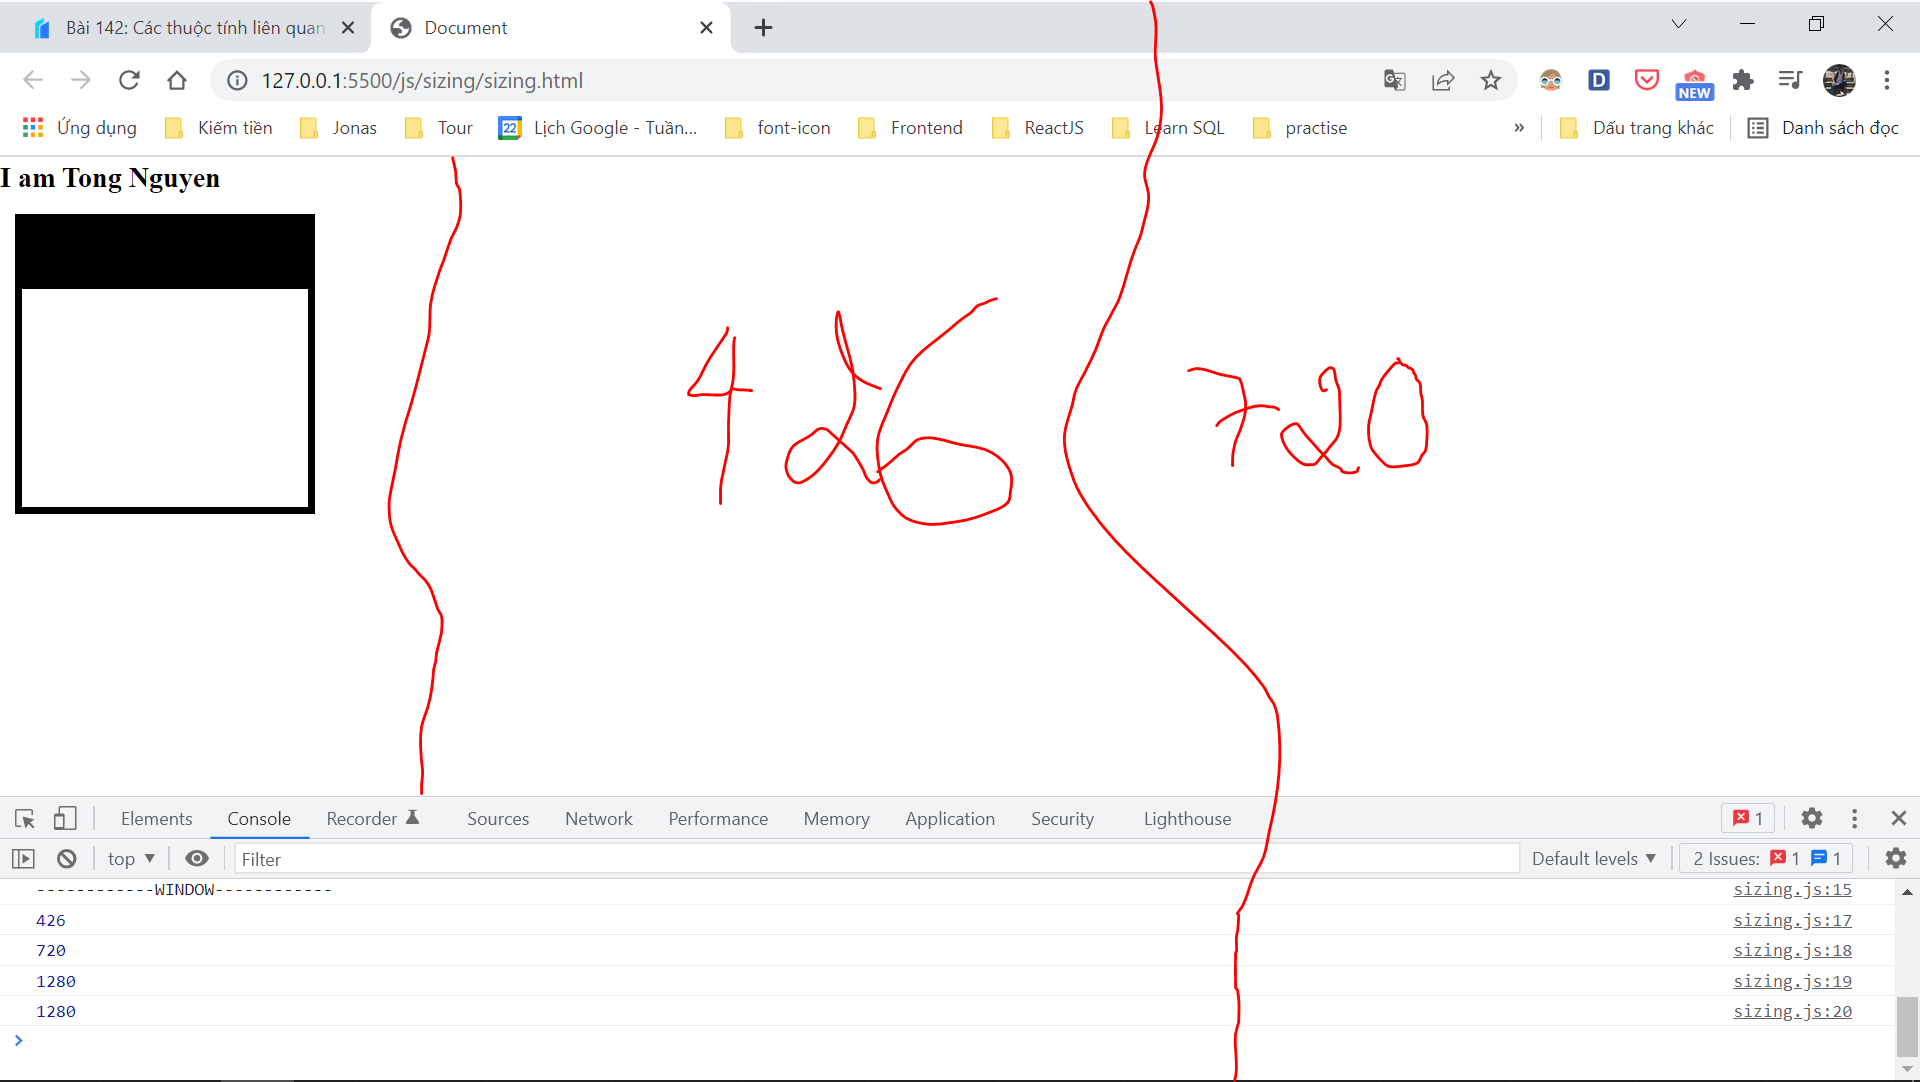 Bài 142: Các thuộc tính liên quan
Document
127.0.0.1:5500/js/sizing/sizing.html
NEW
Ứng dụng Kiếm tiền Jonas Tour 22 Lịch Google - Tuần... font-icon Frontend ReactJS Learn SQL practise » Dấu trang khác Danh sách đọc
I am Tong Nguyen
426
720
Elements Console Recorder Sources Network Performance Memory Application Security Lighthouse 1
top Filter Default levels 2 Issues: 1 1
------------WINDOW------------ sizing.js:15
426 sizing.js:17
720 sizing.js:18
1280 sizing.js:19
1280 sizing.js:20